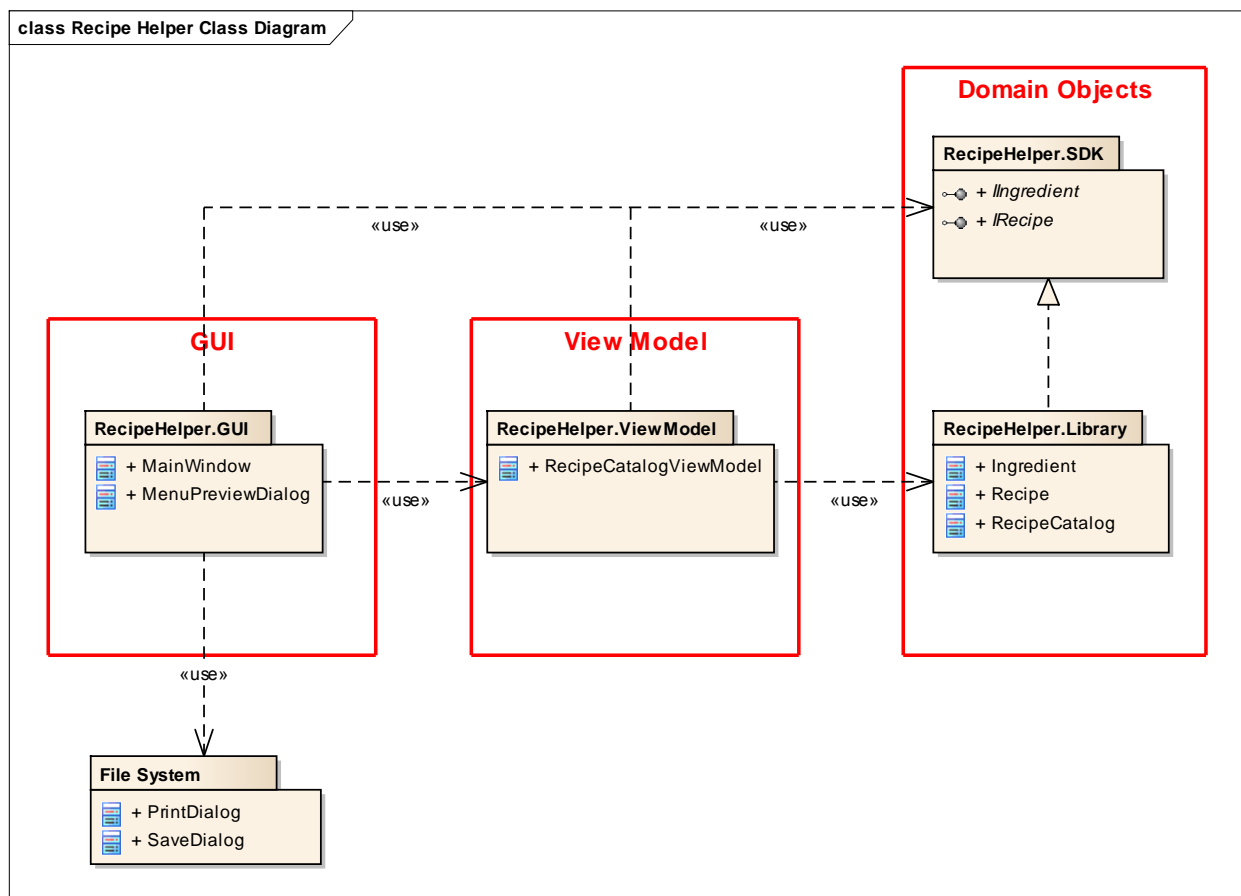 class Recipe Helper Class Diagram
Domain Objects
RecipeHelper.SDK
+ IIngredient
+ IRecipe
«use»
«use»
GUI
View Model
RecipeHelper.GUI
+ MainWindow
+ MenuPreviewDialog
«use»
RecipeHelper.ViewModel
+ RecipeCatalogViewModel
«use»
RecipeHelper.Library
+ Ingredient
+ Recipe
+ RecipeCatalog
«use»
File System
+ PrintDialog
+ SaveDialog